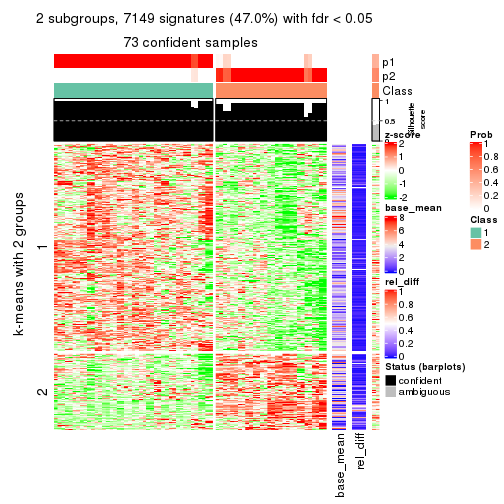 2 subgroups, 7149 signatures (47.0%) with fdr < 0.05
73 confident samples
p1
p2
Class
1
0.5
0
Silhouette
score
k-means with 2 groups
1
2
base_mean
rel_diff
z-score
2
1
0
-1
-2
base_mean
8
6
4
2
0
rel_diff
1
0.8
0.6
0.4
0.2
0
Status (barplots)
confident
ambiguous
Prob
1
0.8
0.6
0.4
0.2
0
Class
1
2